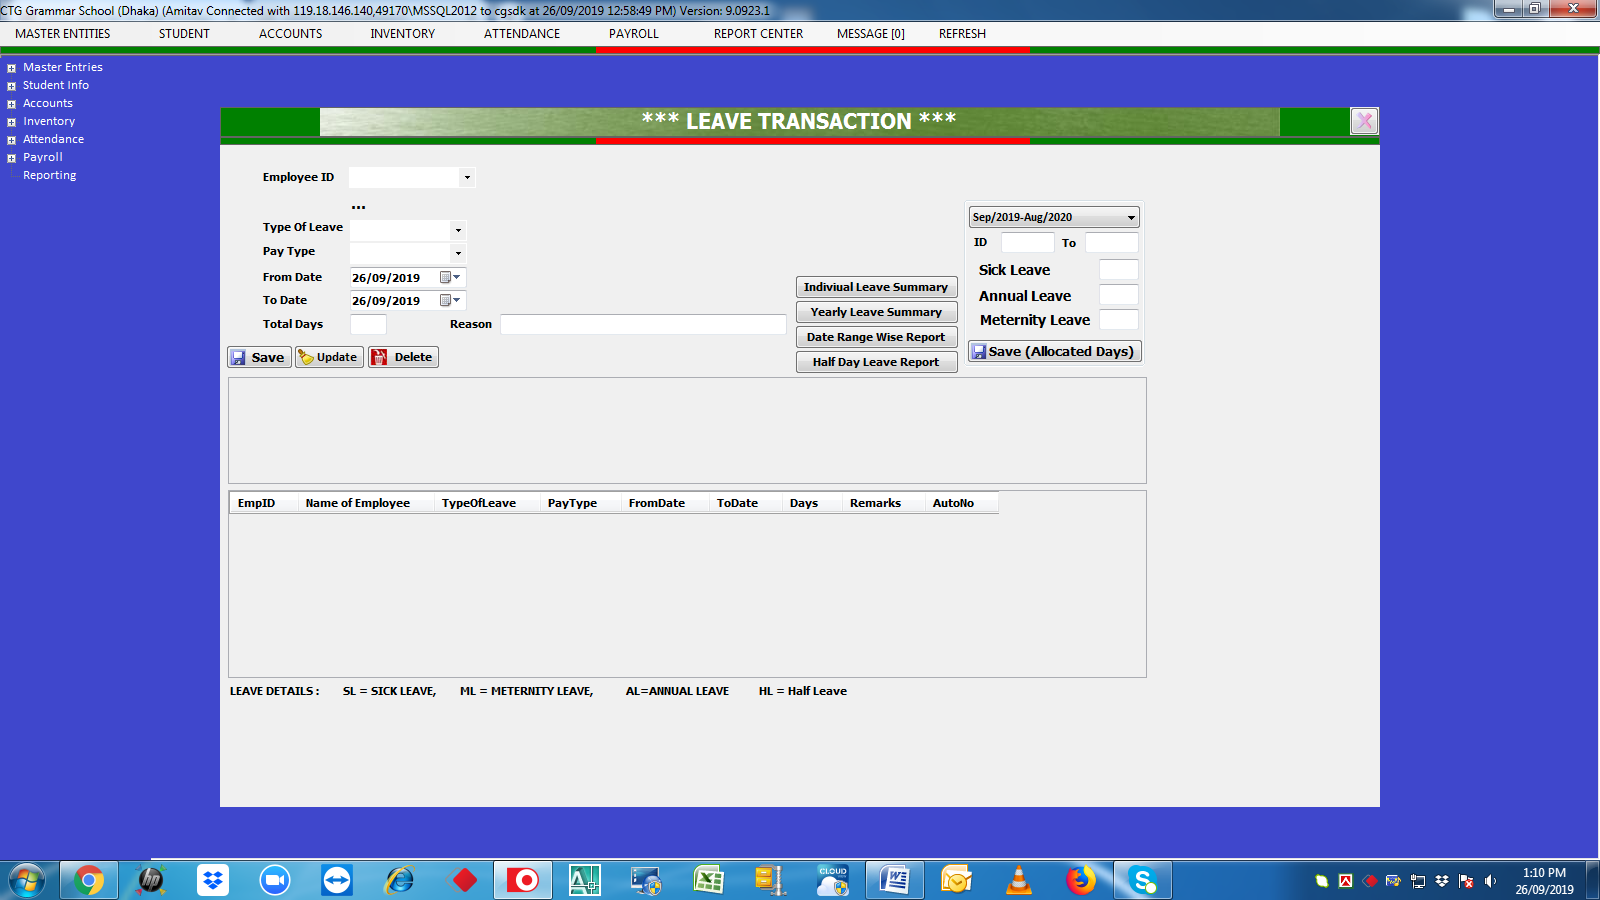 CTG Grammar School (Dhaka) (Amitav Connected with 119.18.146.140,49170\MSSQL2012 to cgsdk at 26/09/2019 12:58:49 PM) Version: 9.0923.1
MASTER ENTITIES STUDENT ACCOUNTS INVENTORY ATTENDANCE PAYROLL REPORT CENTER MESSAGE [0] REFRESH
Master Entries
Student Info
Accounts
Inventory
Attendance
Payroll
Reporting
*** LEAVE TRANSACTION ***
Employee ID
...
Type Of Leave
Pay Type
From Date 26/09/2019
To Date 26/09/2019
Total Days Reason
Save Update Delete
Indiviual Leave Summary
Yearly Leave Summary
Date Range Wise Report
Half Day Leave Report
Sep/2019-Aug/2020
ID To
Sick Leave
Annual Leave
Meternity Leave
Save (Allocated Days)
EmpID Name of Employee TypeOfLeave PayType FromDate ToDate Days Remarks AutoNo
LEAVE DETAILS : SL = SICK LEAVE, ML = METERNITY LEAVE, AL=ANNUAL LEAVE HL = Half Leave
CLOUD
1:10 PM
26/09/2019